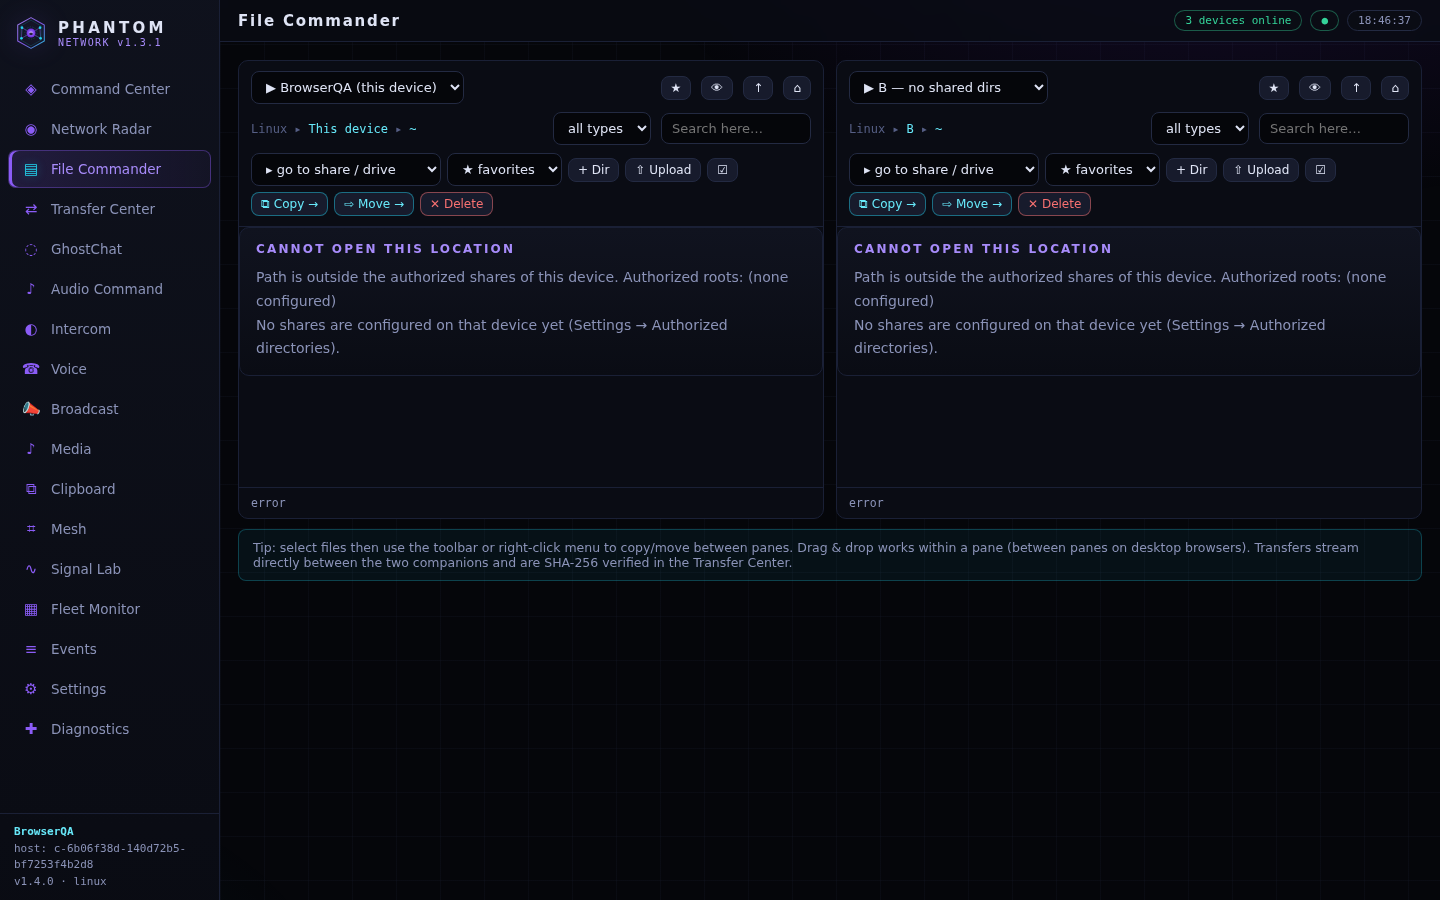 PHANTOM
NETWORK v1.3.1
Command Center
Network Radar
File Commander
Transfer Center
GhostChat
Audio Command
Intercom
Voice
Broadcast
Media
Clipboard
Mesh
Signal Lab
Fleet Monitor
Events
Settings
Diagnostics
BrowserQA
host: c-6b06f38d-140d72b5-
bf7253f4b2d8
v1.4.0 · linux
File Commander
3 devices online ● 18:46:37
▶ BrowserQA (this device) ★ 👁 ↑ ⌂
Linux ▸ This device ▸ ~ all types Search here…
▸ go to share / drive ★ favorites + Dir ⇧ Upload ☑
⧉ Copy → ⇨ Move → ✕ Delete
CANNOT OPEN THIS LOCATION
Path is outside the authorized shares of this device. Authorized roots: (none
configured)
No shares are configured on that device yet (Settings → Authorized
directories).
error
▶ B — no shared dirs ★ 👁 ↑ ⌂
Linux ▸ B ▸ ~ all types Search here…
▸ go to share / drive ★ favorites + Dir ⇧ Upload ☑
⧉ Copy → ⇨ Move → ✕ Delete
CANNOT OPEN THIS LOCATION
Path is outside the authorized shares of this device. Authorized roots: (none
configured)
No shares are configured on that device yet (Settings → Authorized
directories).
error
Tip: select files then use the toolbar or right-click menu to copy/move between panes. Drag & drop works within a pane (between panes on desktop browsers). Transfers stream
directly between the two companions and are SHA-256 verified in the Transfer Center.